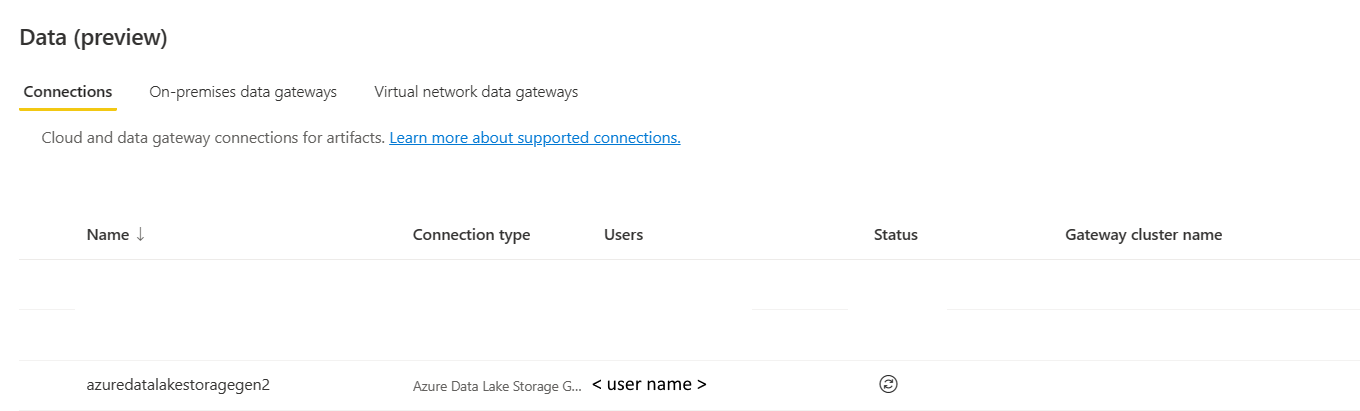 Data (preview)
Connections On-premises data gateways Virtual network data gateways
Cloud and data gateway connections for artifacts. Learn more about supported connections.
Name ↓ Connection type Users Status Gateway cluster name
azuredatalakestoragegen2 Azure Data Lake Storage G... < user name >